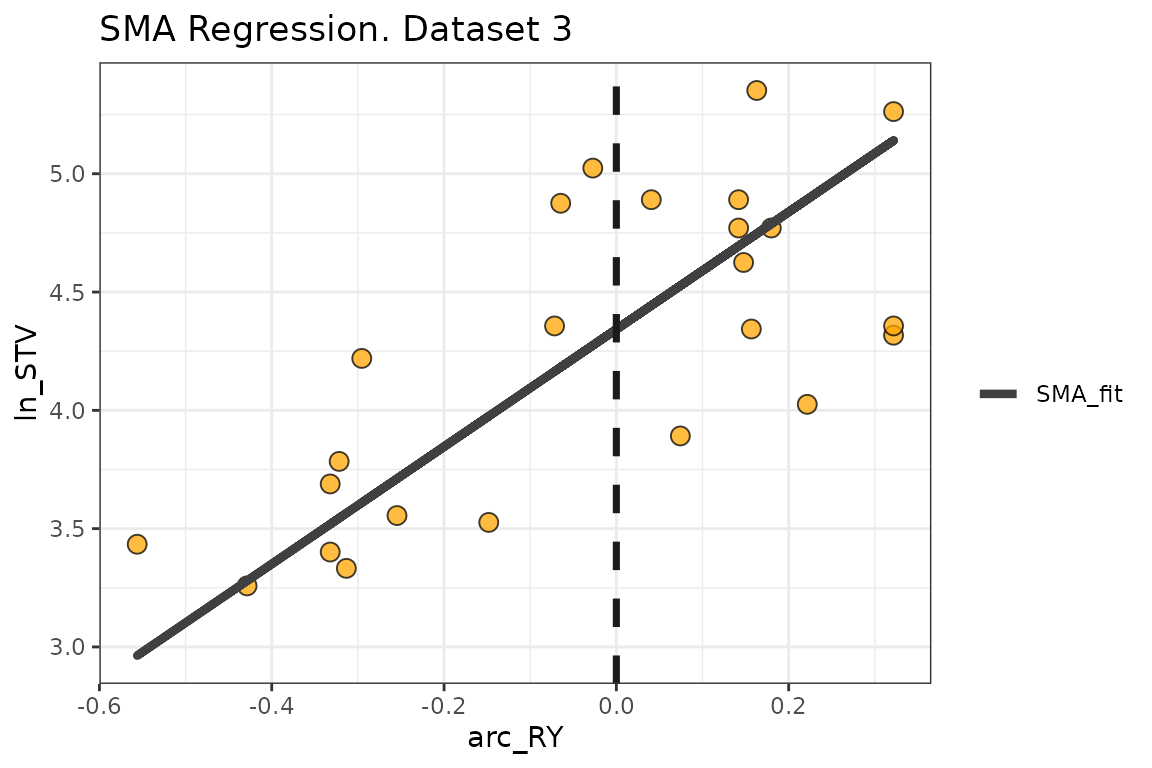 SMA Regression. Dataset 3
ln_STV
5.0
4.5
4.0
3.5
3.0
-0.6 -0.4 -0.2 0.0 0.2
arc_RY
SMA_fit